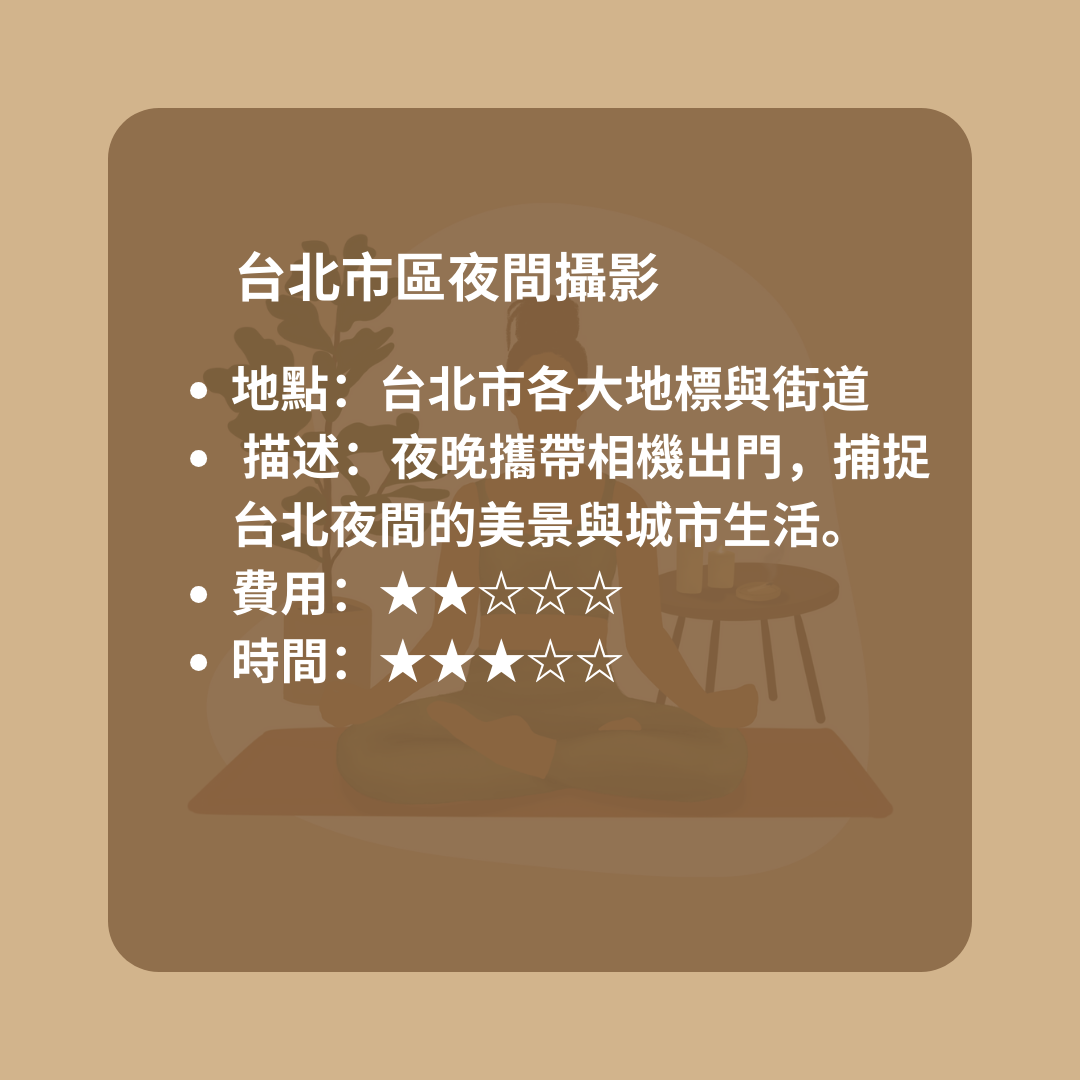 台北市區夜間攝影
• 地點：台北市各大地標與街道
• 描述：夜晚攜帶相機出門，捕捉
台北夜間的美景與城市生活。
• 費用：★★☆☆☆
• 時間：★★★☆☆